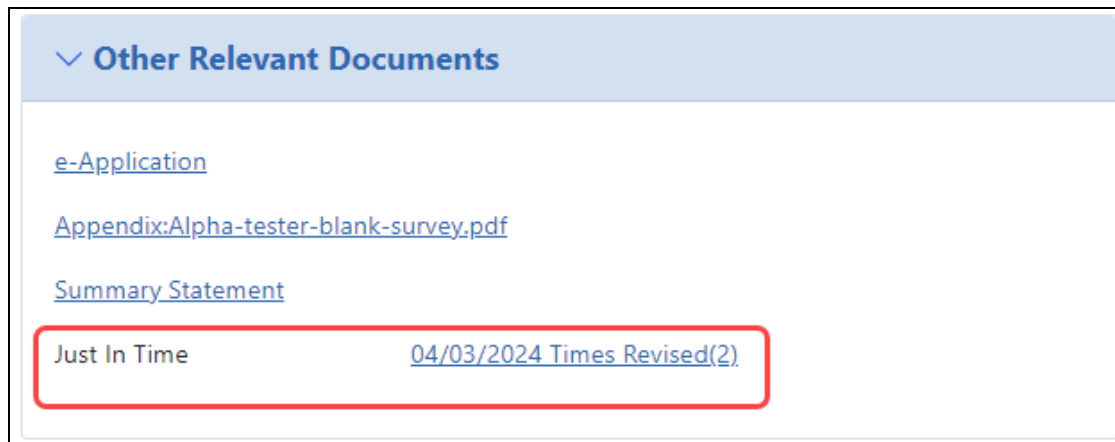 Other Relevant Documents
e-Application
Appendix:Alpha-tester-blank-survey.pdf
Summary Statement
Just In Time 04/03/2024 Times Revised(2)